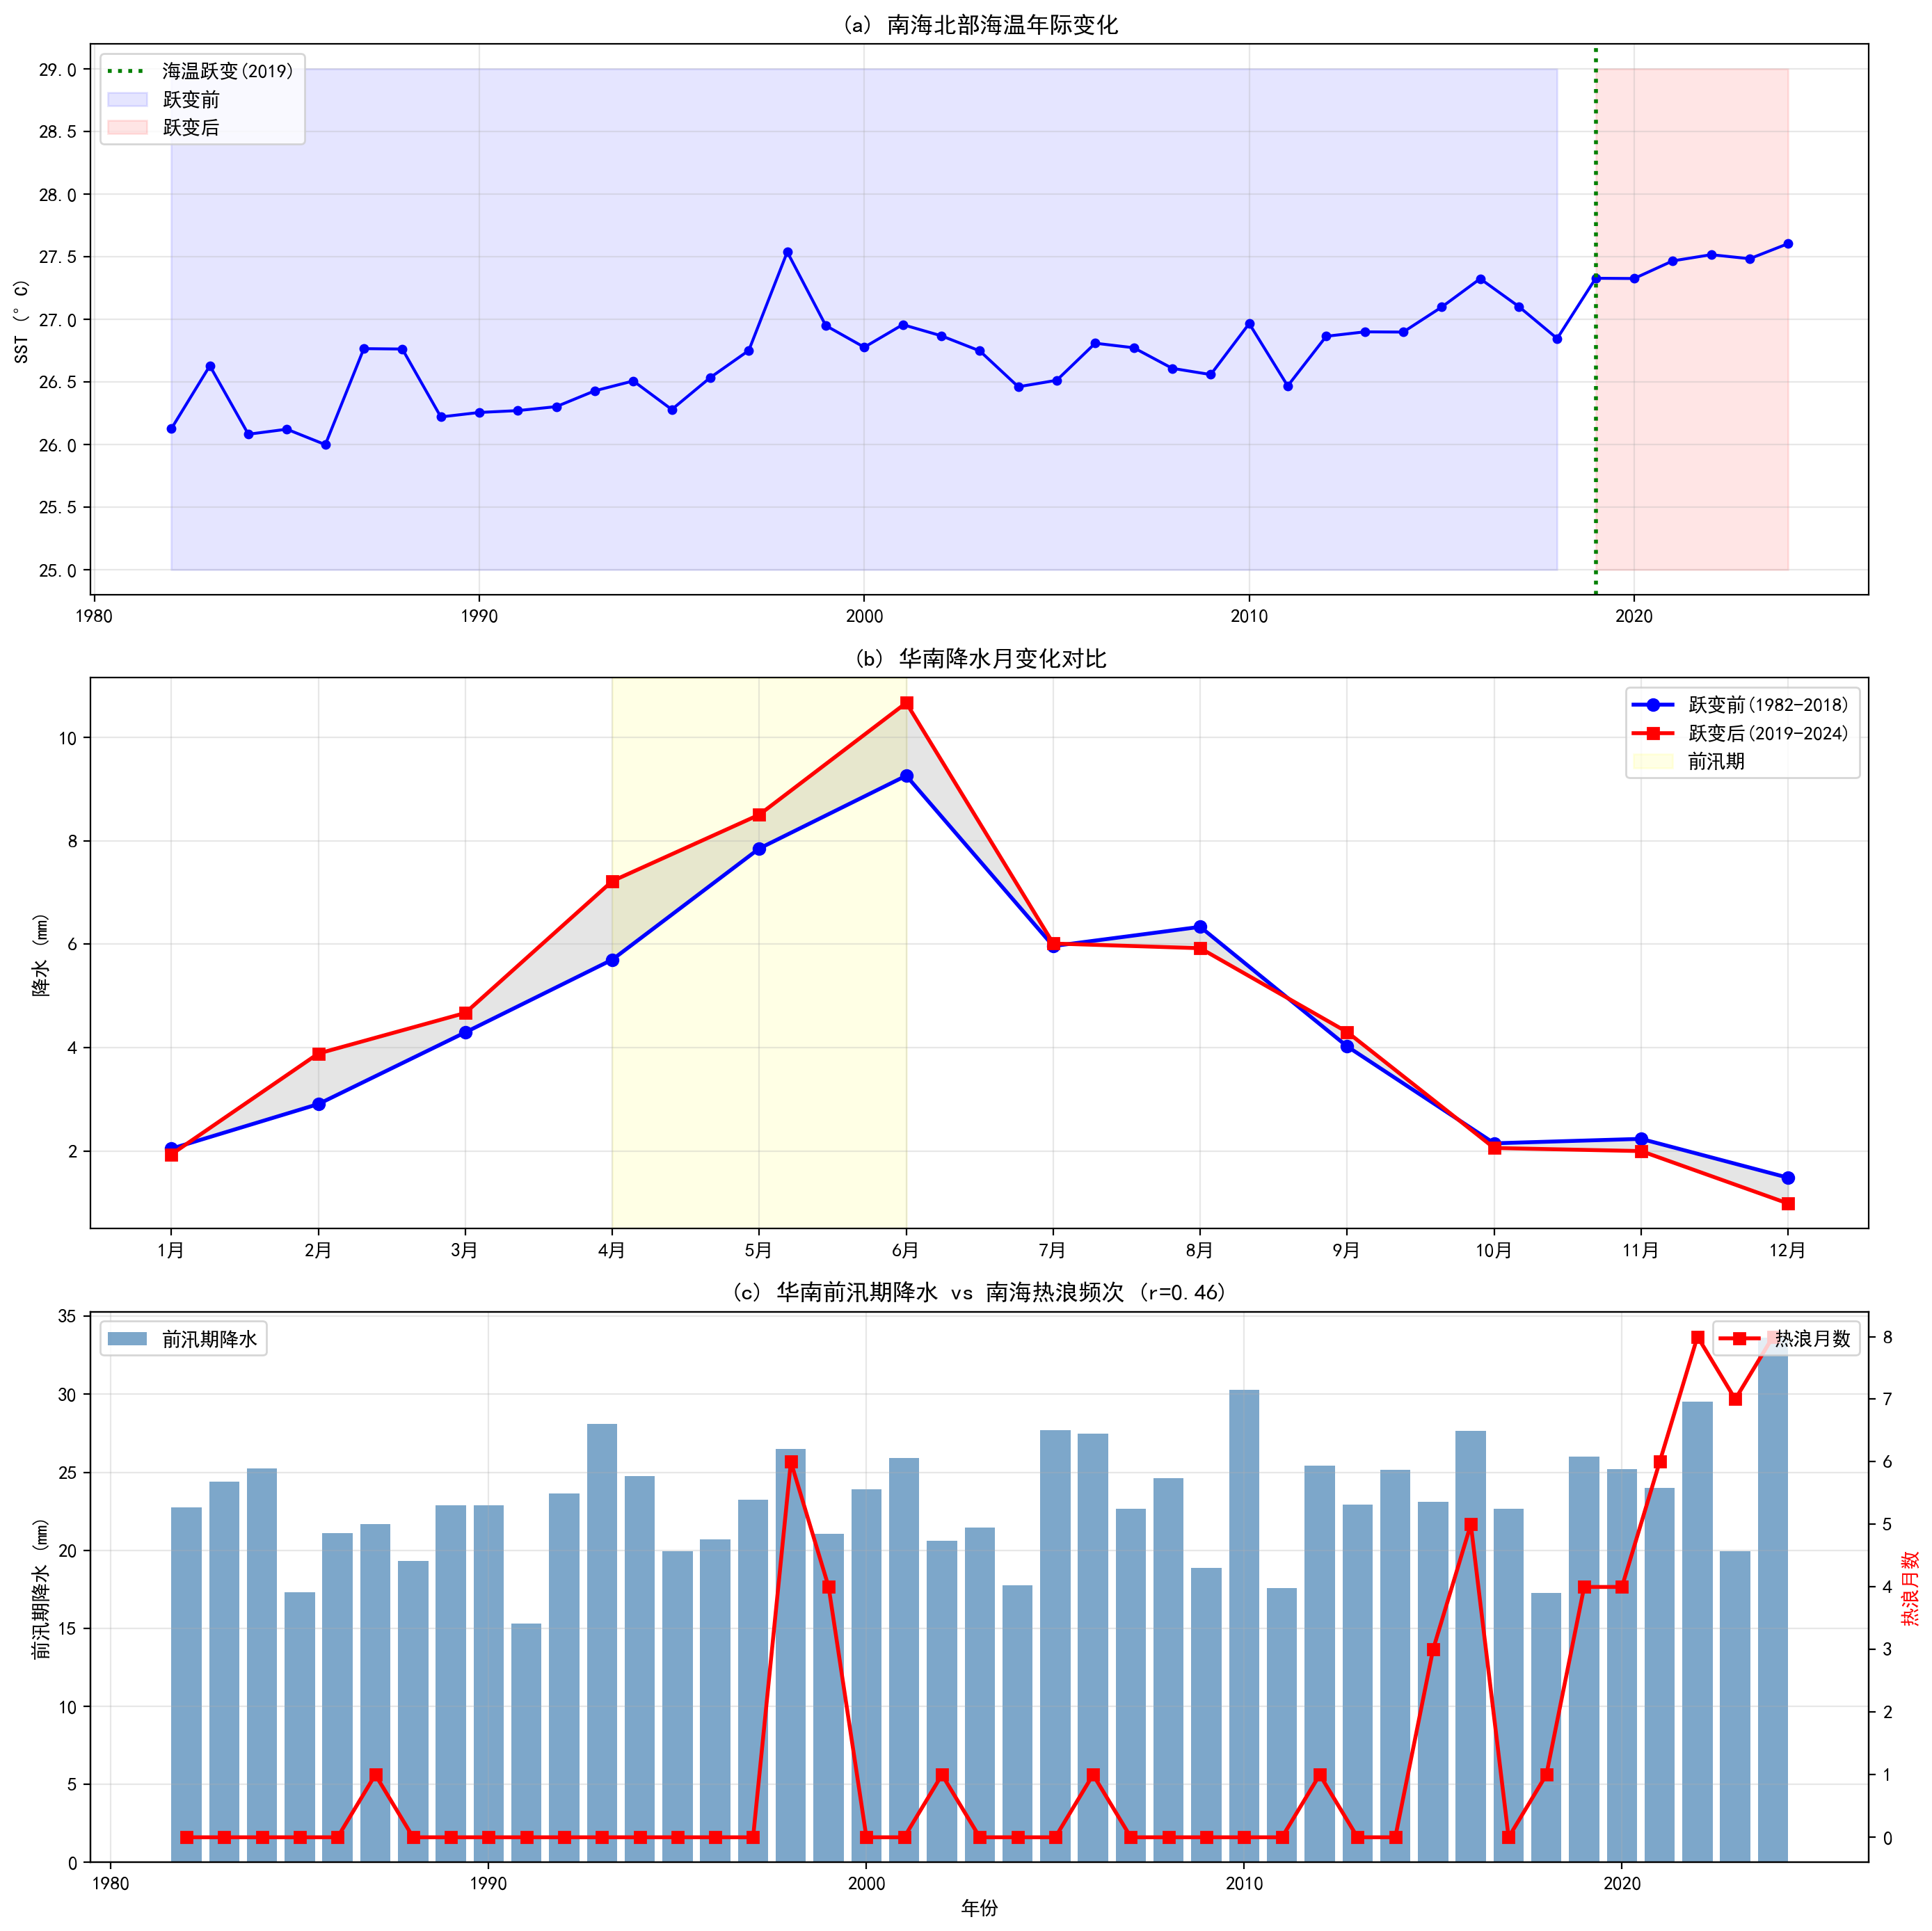 (a) 南海北部海温年际变化
海温跃变(2019)
跃变前
跃变后
29.0
28.5
28.0
27.5
27.0
26.5
26.0
25.5
25.0
SST (°C)
1980 1990 2000 2010 2020
(b) 华南降水月变化对比
跃变前(1982-2018)
跃变后(2019-2024)
前汛期
10
8
6
4
2
降水 (mm)
1月 2月 3月 4月 5月 6月 7月 8月 9月 10月 11月 12月
(c) 华南前汛期降水 vs 南海热浪频次 (r=0.46)
前汛期降水
热浪月数
35
30
25
20
15
10
5
0
前汛期降水 (mm)
8
7
6
5
4
3
2
1
0
热浪月数
1980 1990 2000 2010 2020
年份